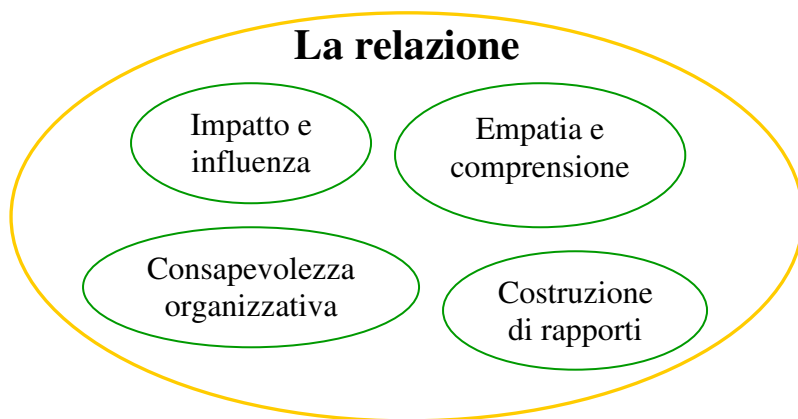 La relazione
Impatto e
influenza
Empatia e
comprensione
Consapevolezza
organizzativa
Costruzione
di rapporti